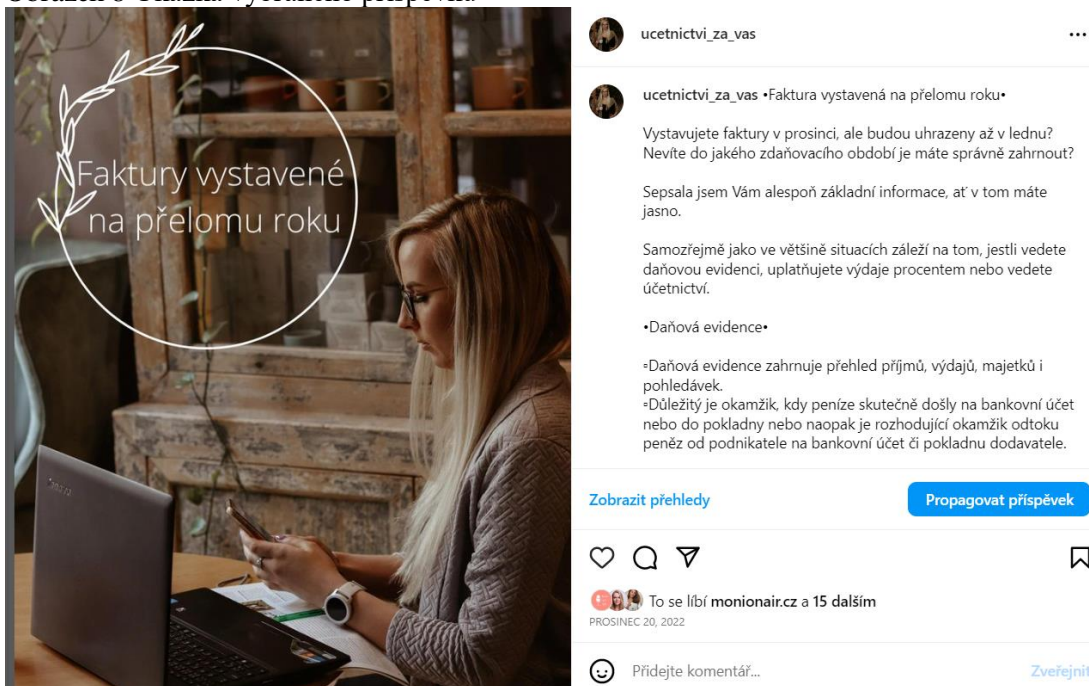 ucetnictvi_za_vas
Faktury vystavené
na přelomu roku
ucetnictvi_za_vas •Faktura vystavená na přelomu roku•
Vystavujete faktury v prosinci, ale budou uhrazeny až v lednu?
Nevíte do jakého zdaňovacího období je máte správně zahrnout?
Sepsala jsem Vám alespoň základní informace, ať v tom máte
jasno.
Samozřejmě jako ve většině situacích záleží na tom, jestli vedete
daňovou evidenci, uplatňujete výdaje procentem nebo vedete
účetnictví.
•Daňová evidence•
▫Daňová evidence zahrnuje přehled příjmů, výdajů, majetků i
pohledávek.
▫Důležitý je okamžik, kdy peníze skutečně došly na bankovní účet
nebo do pokladny nebo naopak je rozhodující okamžik odtoku
peněz od podnikatele na bankovní účet či pokladnu dodavatele.
Zobrazit přehledy
Propagovat příspěvek
To se líbí monionair.cz a 15 dalším
PROSINEC 20, 2022
Přidejte komentář...
Zveřejnit